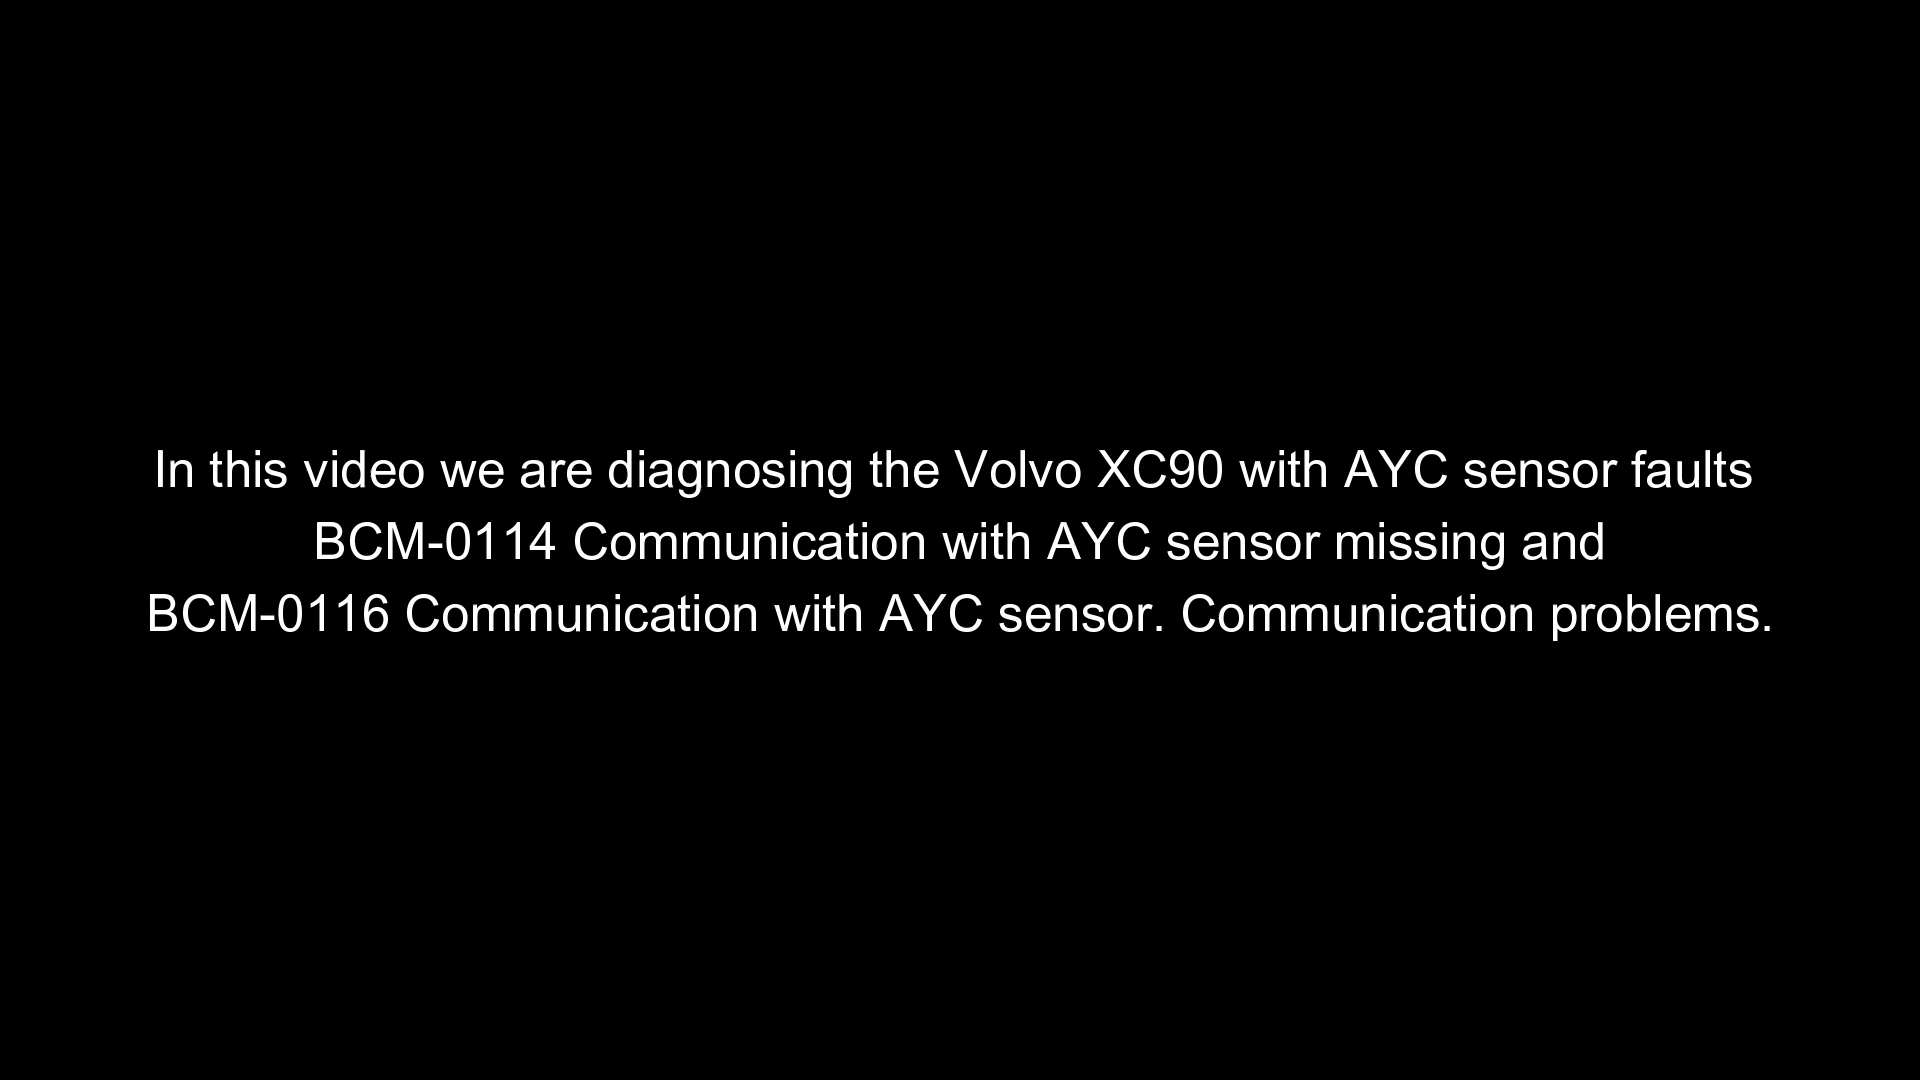 In this video we are diagnosing the Volvo XC90 with AYC sensor faults
BCM-0114 Communication with AYC sensor missing and
BCM-0116 Communication with AYC sensor. Communication problems.